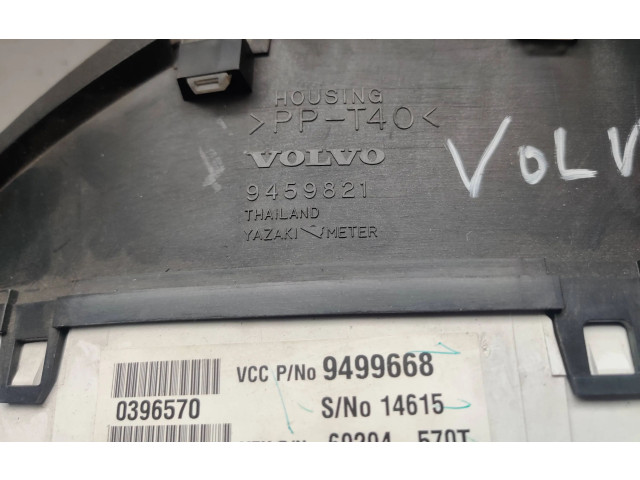 HOUSING
>PP-T40<
VOLVO
9459821
THAILAND
YAZAKI METER
VOLV
VCC P/No 9499668
0396570
S/No 14615